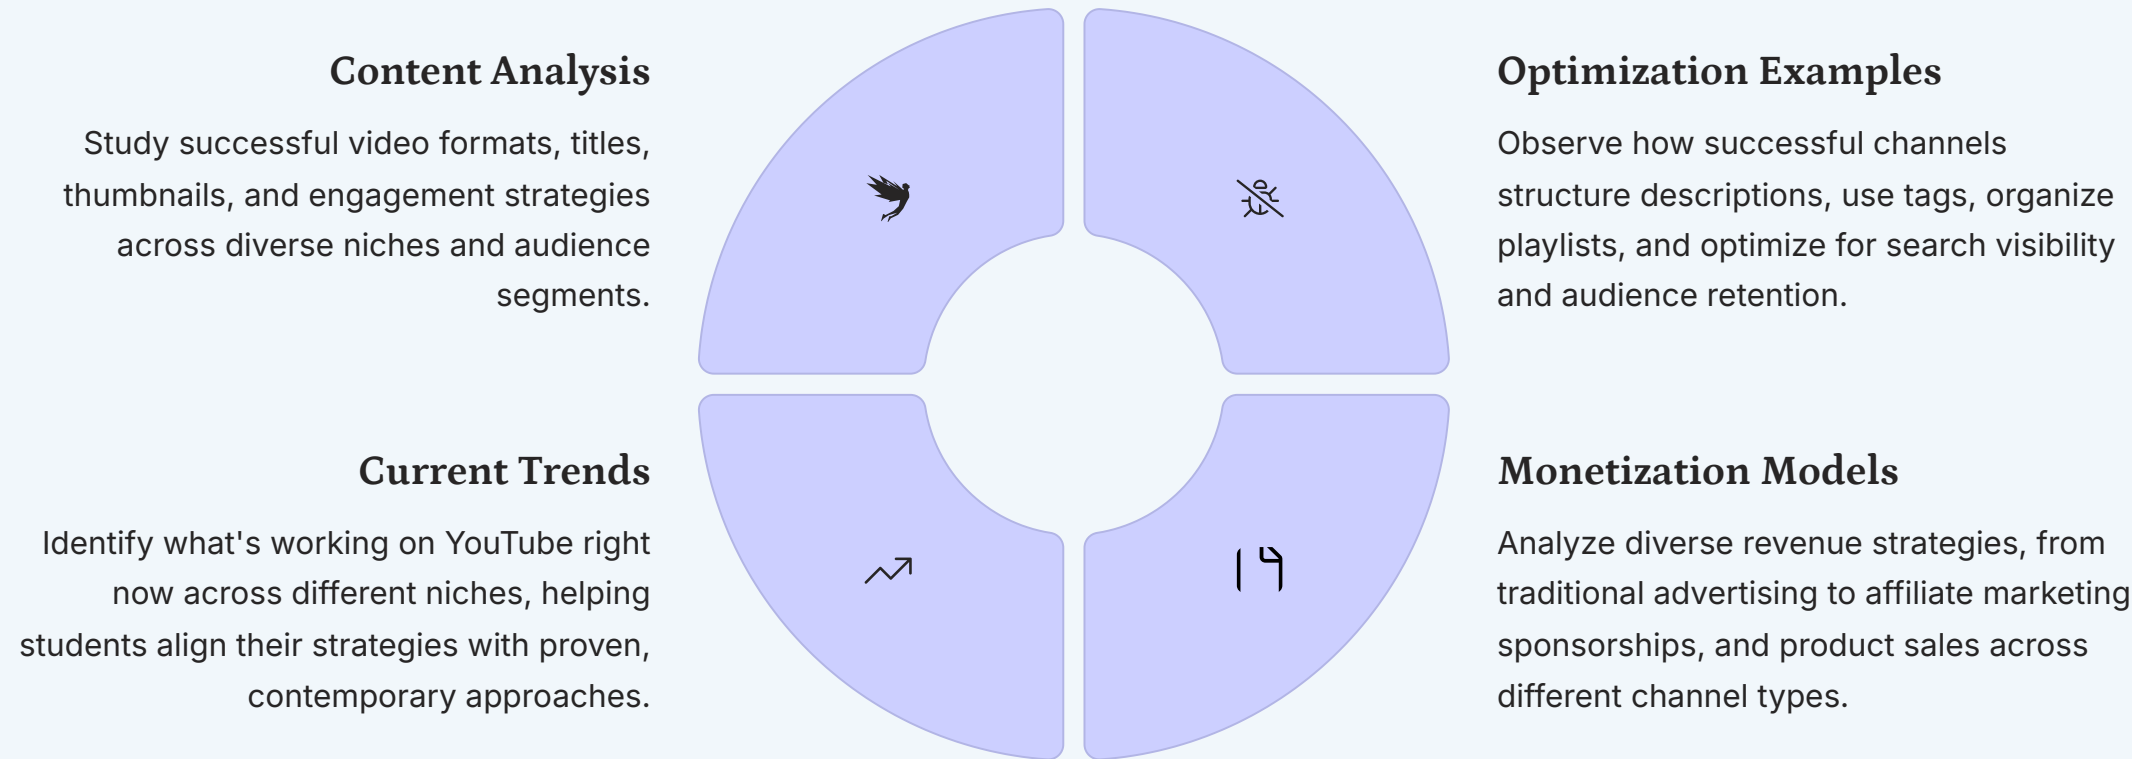 Content Analysis
Study successful video formats, titles,
thumbnails, and engagement strategies
across diverse niches and audience
segments.
Optimization Examples
Observe how successful channels
structure descriptions, use tags, organize
playlists, and optimize for search visibility
and audience retention.
Current Trends
Identify what's working on YouTube right
now across different niches, helping
students align their strategies with proven,
contemporary approaches.
Monetization Models
Analyze diverse revenue strategies, from
traditional advertising to affiliate marketing
sponsorships, and product sales across
different channel types.